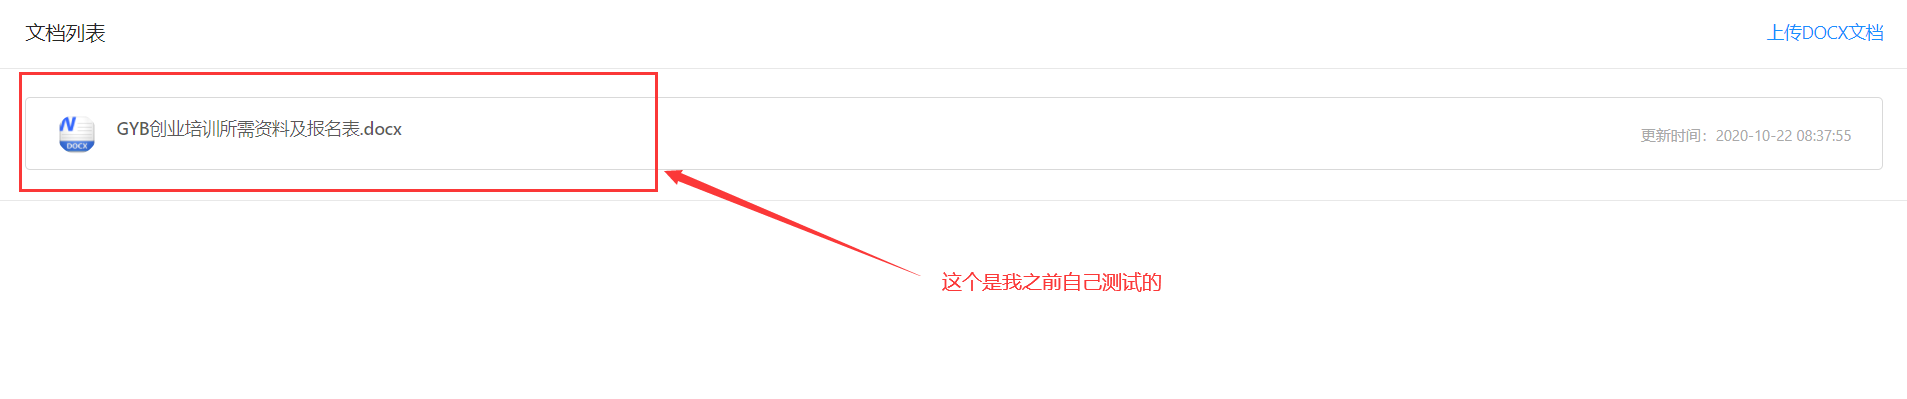 文档列表
上传DOCX文档
N
DOCX
GYB创业培训所需资料及报名表.docx
更新时间：2020-10-22 08:37:55
这个是我之前自己测试的